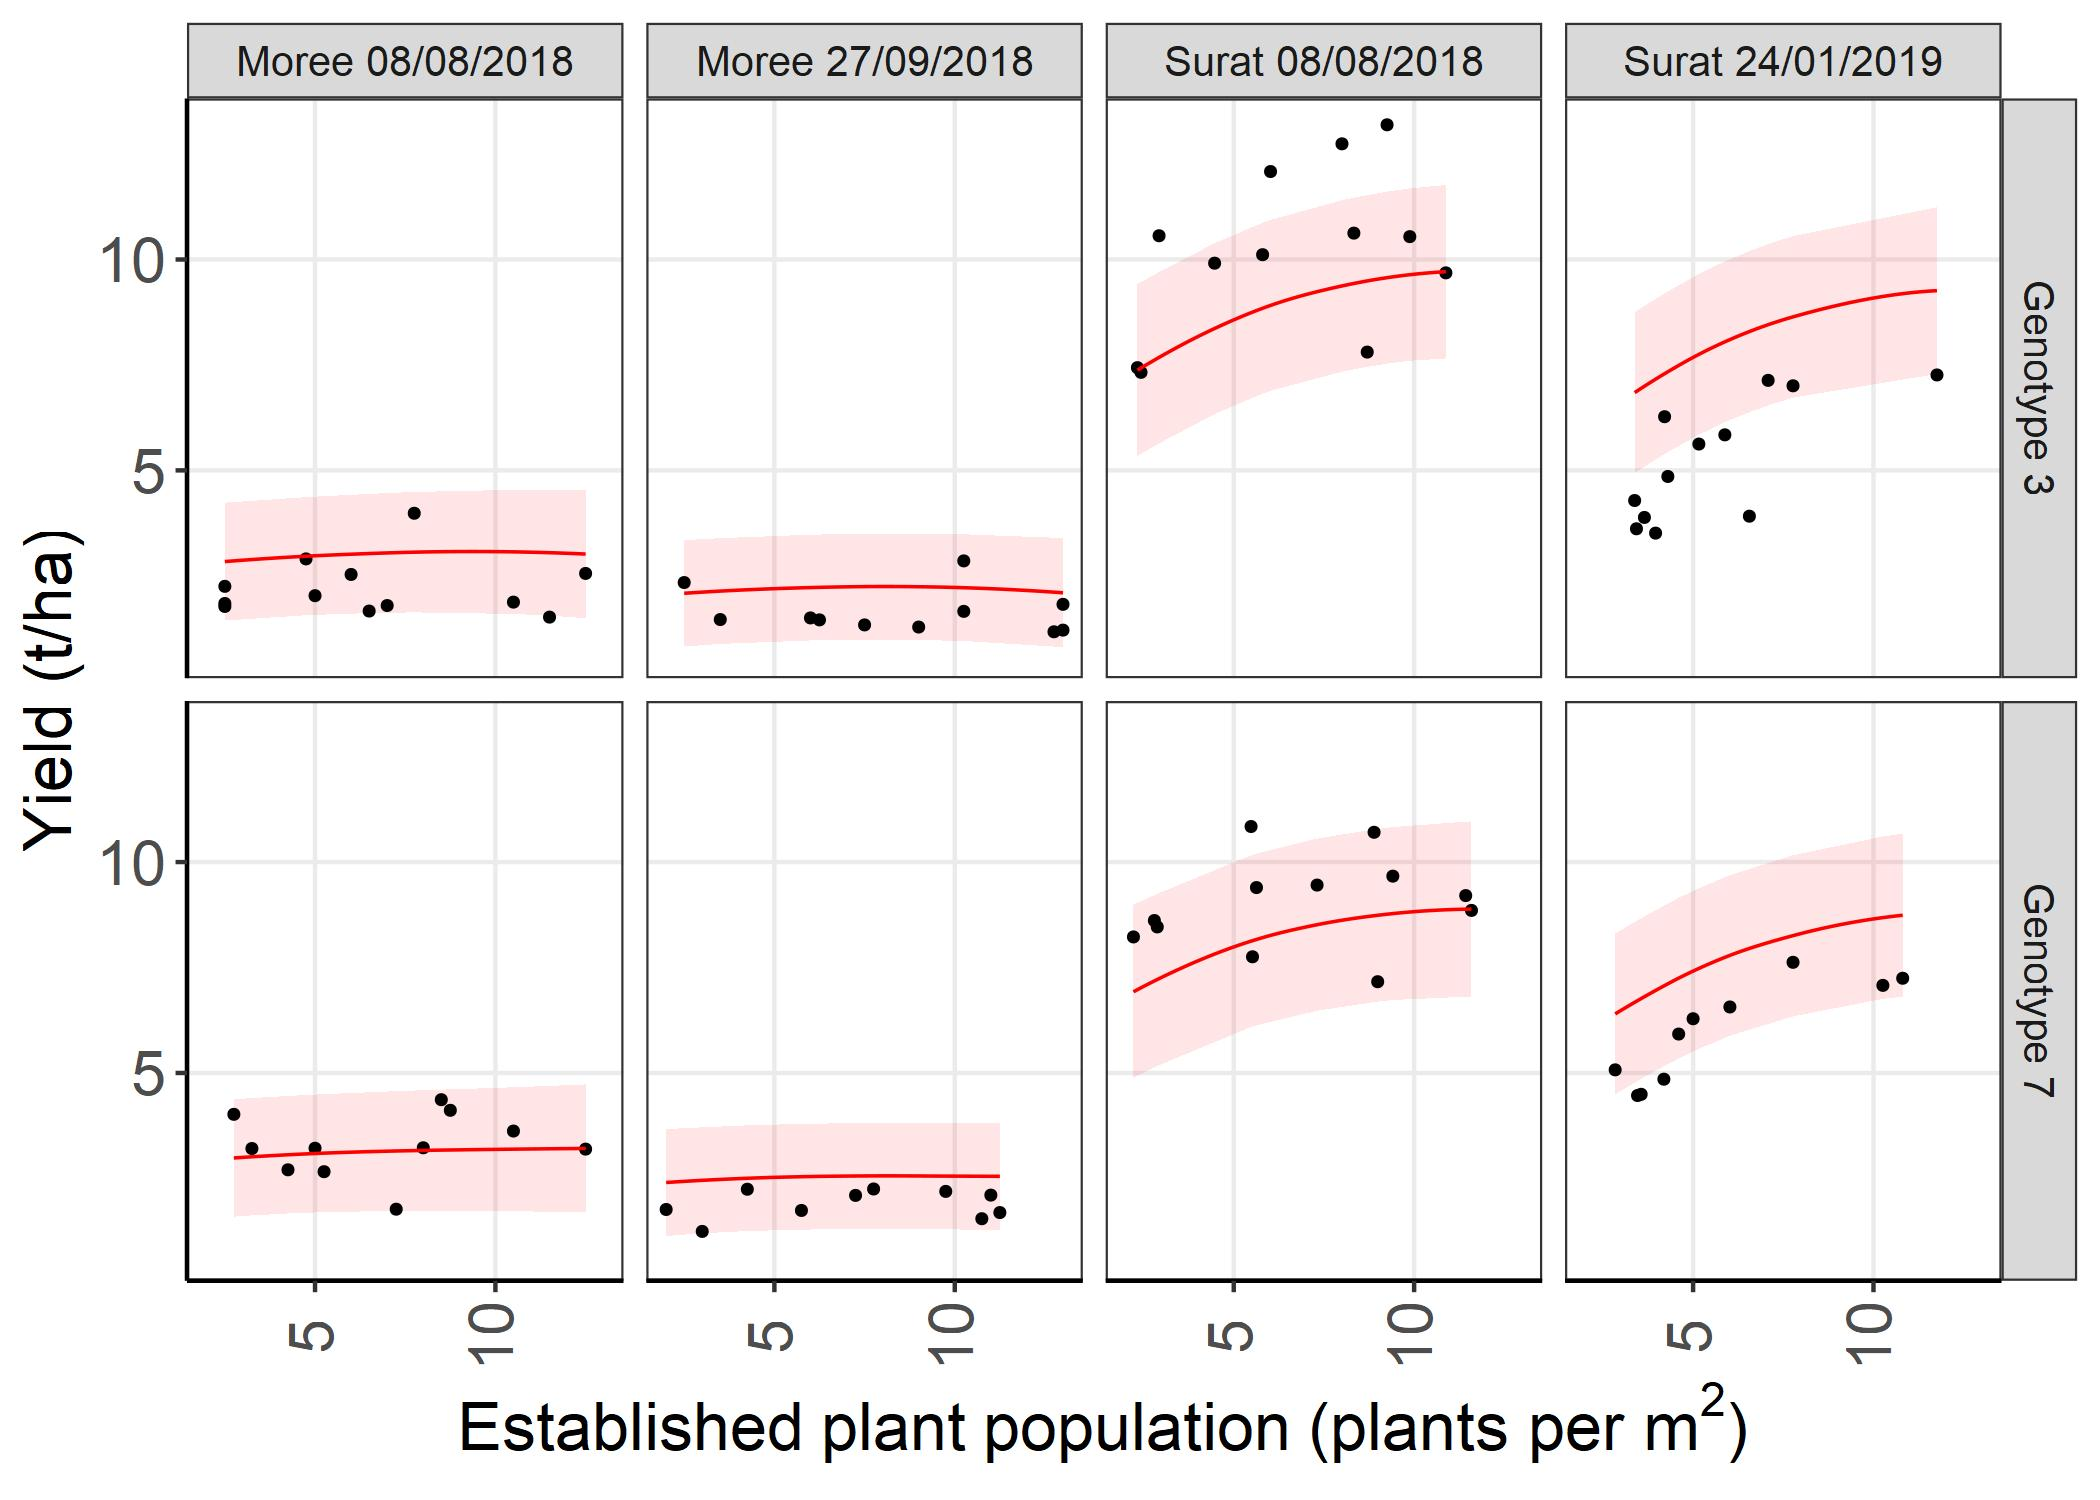 Moree 08/08/2018
Moree 27/09/2018
Surat 08/08/2018
Surat 24/01/2019
Yield (t/ha)
10
5
Genotype 3
10
5
Genotype 7
5
10
5
10
5
10
5
10
Established plant population (plants per m²)